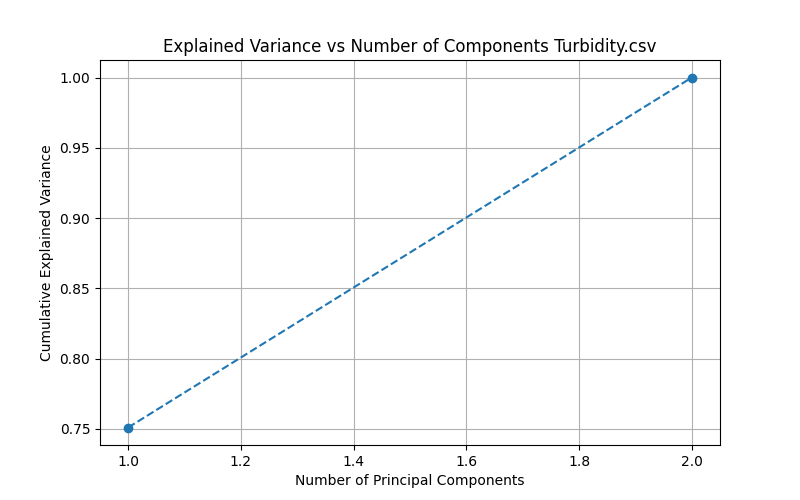 Explained Variance vs Number of Components Turbidity.csv
1.00
0.95
0.90
0.85
0.80
0.75
Cumulative Explained Variance
1.0 1.2 1.4 1.6 1.8 2.0
Number of Principal Components